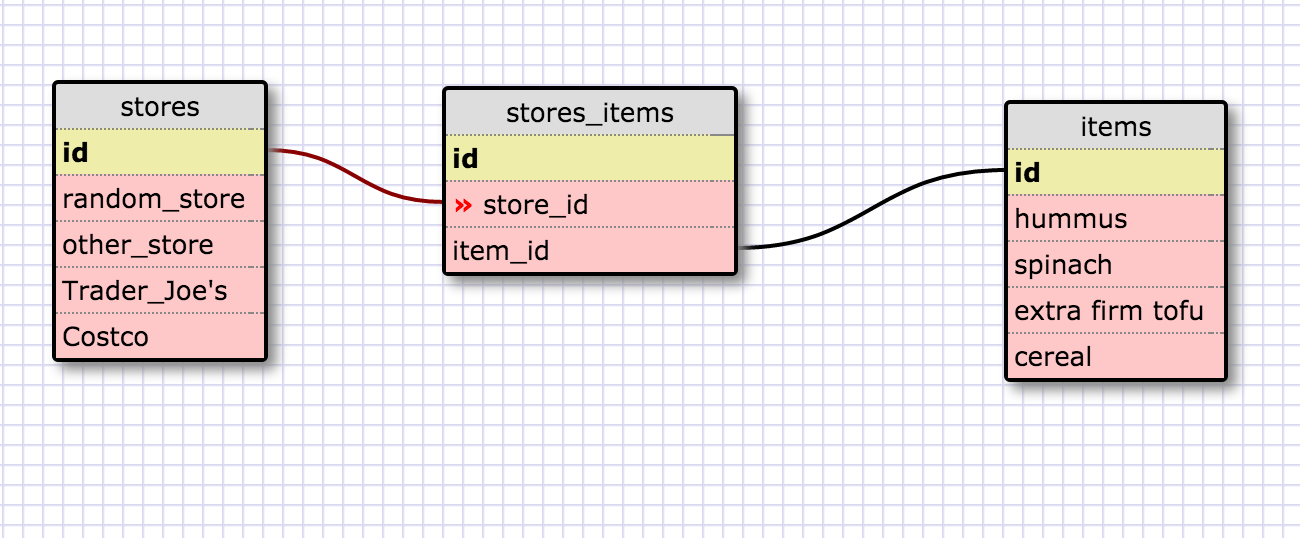 stores
id
random_store
other_store
Trader_Joe's
Costco
stores_items
id
» store_id
item_id
items
id
hummus
spinach
extra firm tofu
cereal